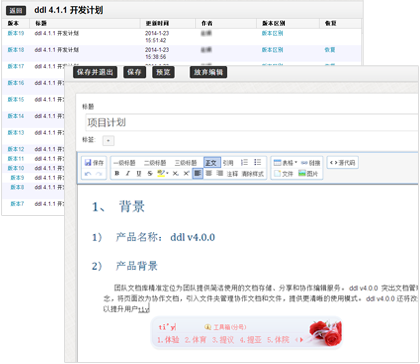 返回 ddl 4.1.1 开发计划
版本 标题 更新时间 作者 版本区别 恢复
版本19 ddl 4.1.1 开发计划 2014-1-23 15:51:42 版本区别
版本18 ddl 4.1.1 开发计划 2014-1-23 15:38:56 版本区别 恢复
版本17 ddl 4.1.1 开发计划
版本16 ddl 4.1.1 开发计划
版本15 ddl 4.1.1 开发计划
版本14 ddl 4.1.1 开发计划
版本13 ddl 4.1.1 开发计划
版本12 ddl 4.1.1 开发计划
版本11 ddl 4.1.1 开发计划
版本10 ddl 4.1.1 开发计划
版本9 ddl 4.1.1 开发计划
版本8 ddl 4.1.1 开发计划
版本7 ddl 4.1.1 开发计划
保存并退出 保存 预览 放弃编辑
标题
项目计划
标签:
保存 一级标题 二级标题 三级标题 正文 引用 表格 链接 源代码
B I U S 注释 清除样式 文件 图片
1、 背景
1) 产品名称: ddl v4.0.0
2) 产品背景
团队文档库精准定位为团队提供简洁使用的文档存储、分享和协作编辑服务。ddl v4.0.0 突出文档管
念,将页面改为协作文档,引入文件夹管理协作文档和文件,提供更清晰的使用模式。ddl v4.0.0 还将改
以提升用户ti'y
ti'y 工具箱(分号)
1.体验 2.体育 3.提议 4.提亚 5.体院